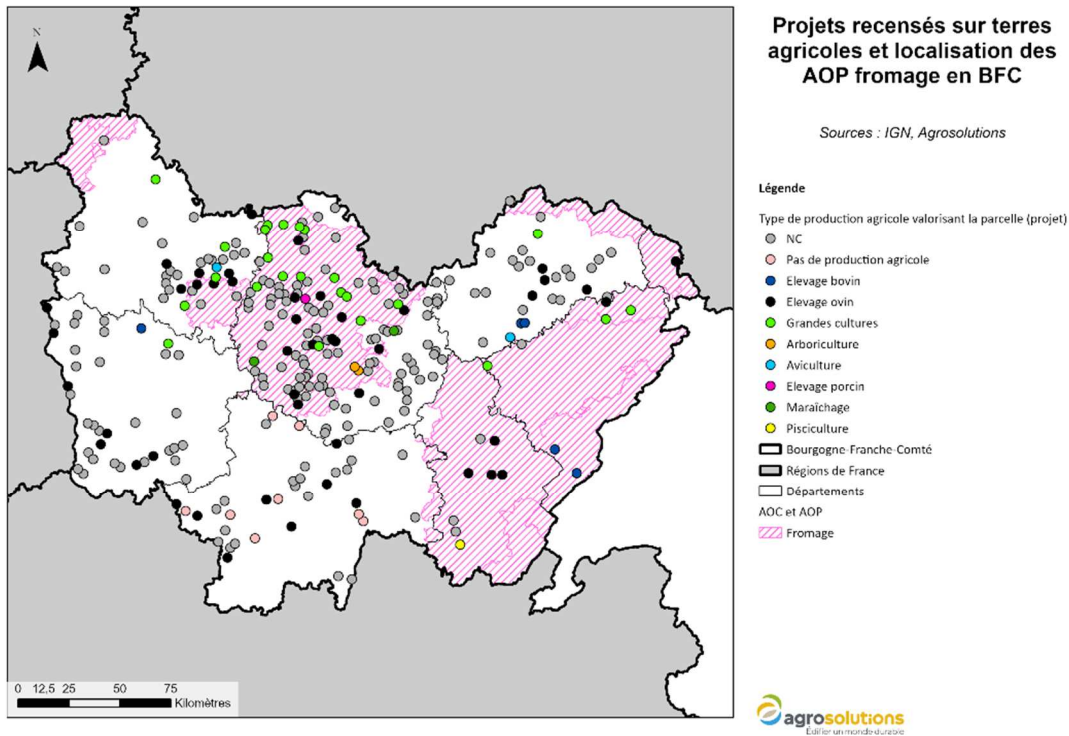 Projets recensés sur terres
agricoles et localisation des
AOP fromage en BFC
Sources : IGN, Agrosolutions
Légende
Type de production agricole valorisant la parcelle (projet)
NC
Pas de production agricole
Elevage bovin
Elevage ovin
Grandes cultures
Arboriculture
Aviculture
Elevage porcin
Maraîchage
Pisciculture
Bourgogne-Franche-Comté
Régions de France
Départements
AOC et AOP
Fromage
N
0 12,5 25 50 75
Kilomètres
agrosolutions
Édifier un monde durable